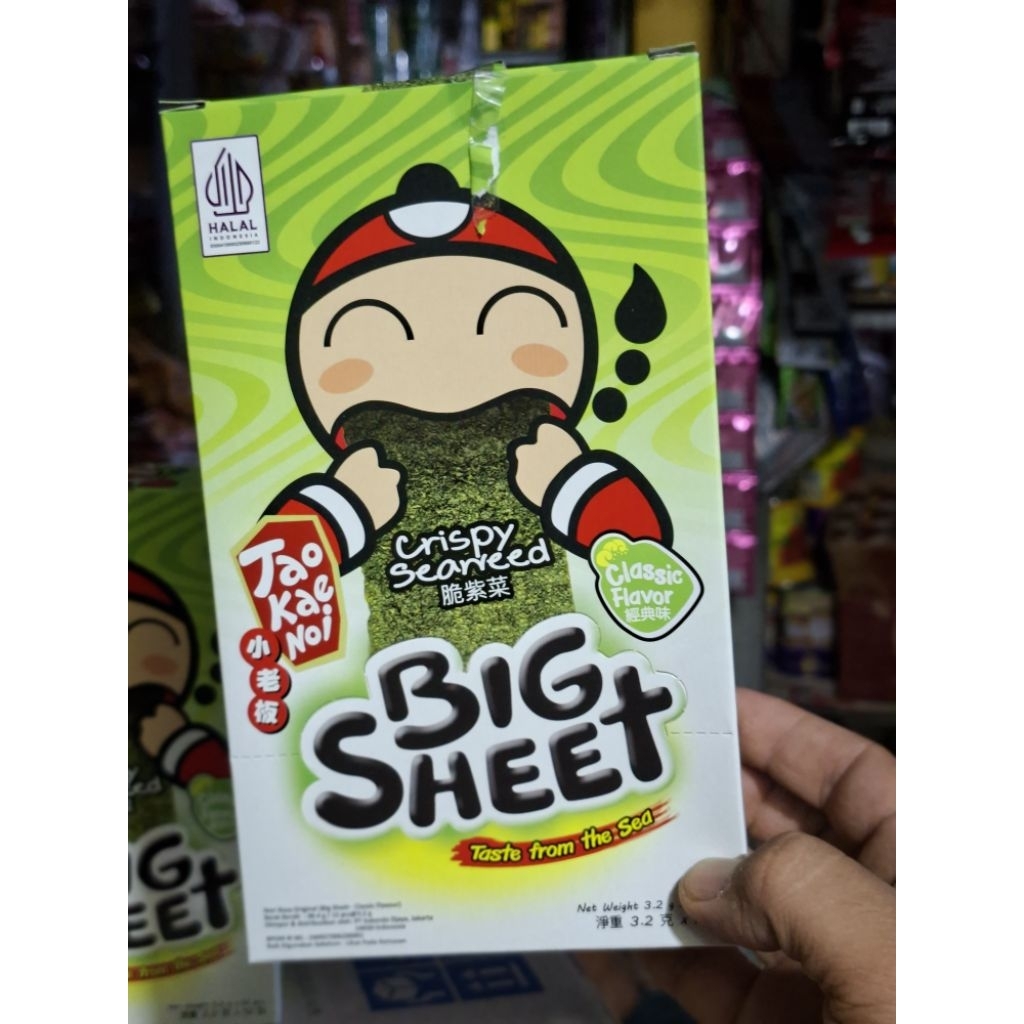 HALAL
INDONESIA
Crispy
Seaweed
脆紫菜
Tao
Kae
Noi
小
老
板
Classic
Flavor
經典味
BIG
SHEEt
Taste from the Sea
Net Weight 3.2
淨重 3.2 克 x